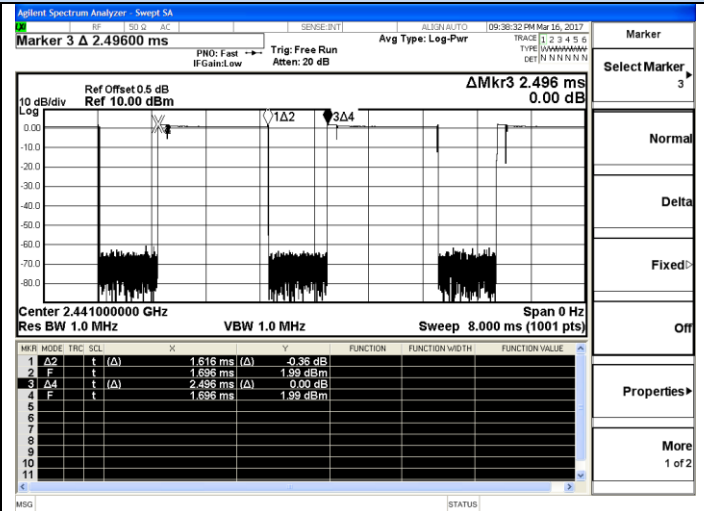 Agilent Spectrum Analyzer - Swept SA
LXI RF 50 Ω AC SENSE:INT ALIGN AUTO 09:38:32 PM Mar 16, 2017
Marker 3 Δ 2.49600 ms
PNO: Fast
IFGain:Low
Trig: Free Run
Atten: 20 dB
Avg Type: Log-Pwr
TRACE 1 2 3 4 5 6
TYPE WWWWWW
DET N N N N N N
Ref Offset 0.5 dB
10 dB/div Ref 10.00 dBm
Log
ΔMkr3 2.496 ms
0.00 dB
1Δ2
3Δ4
0.00
-10.0
-20.0
-30.0
-40.0
-50.0
-60.0
-70.0
-80.0
Center 2.441000000 GHz Span 0 Hz
Res BW 1.0 MHz VBW 1.0 MHz Sweep 8.000 ms (1001 pts)
MKR MODE TRC SCL X Y FUNCTION FUNCTION WIDTH FUNCTION VALUE
1 Δ2 t (Δ) 1.616 ms (Δ) -0.36 dB
2 F t 1.696 ms 1.99 dBm
3 Δ4 t (Δ) 2.496 ms (Δ) 0.00 dB
4 F t 1.696 ms 1.99 dBm
5
6
7
8
9
10
11
MSG STATUS
Marker
Select Marker
3
Normal
Delta
Fixed
Off
Properties
More
1 of 2